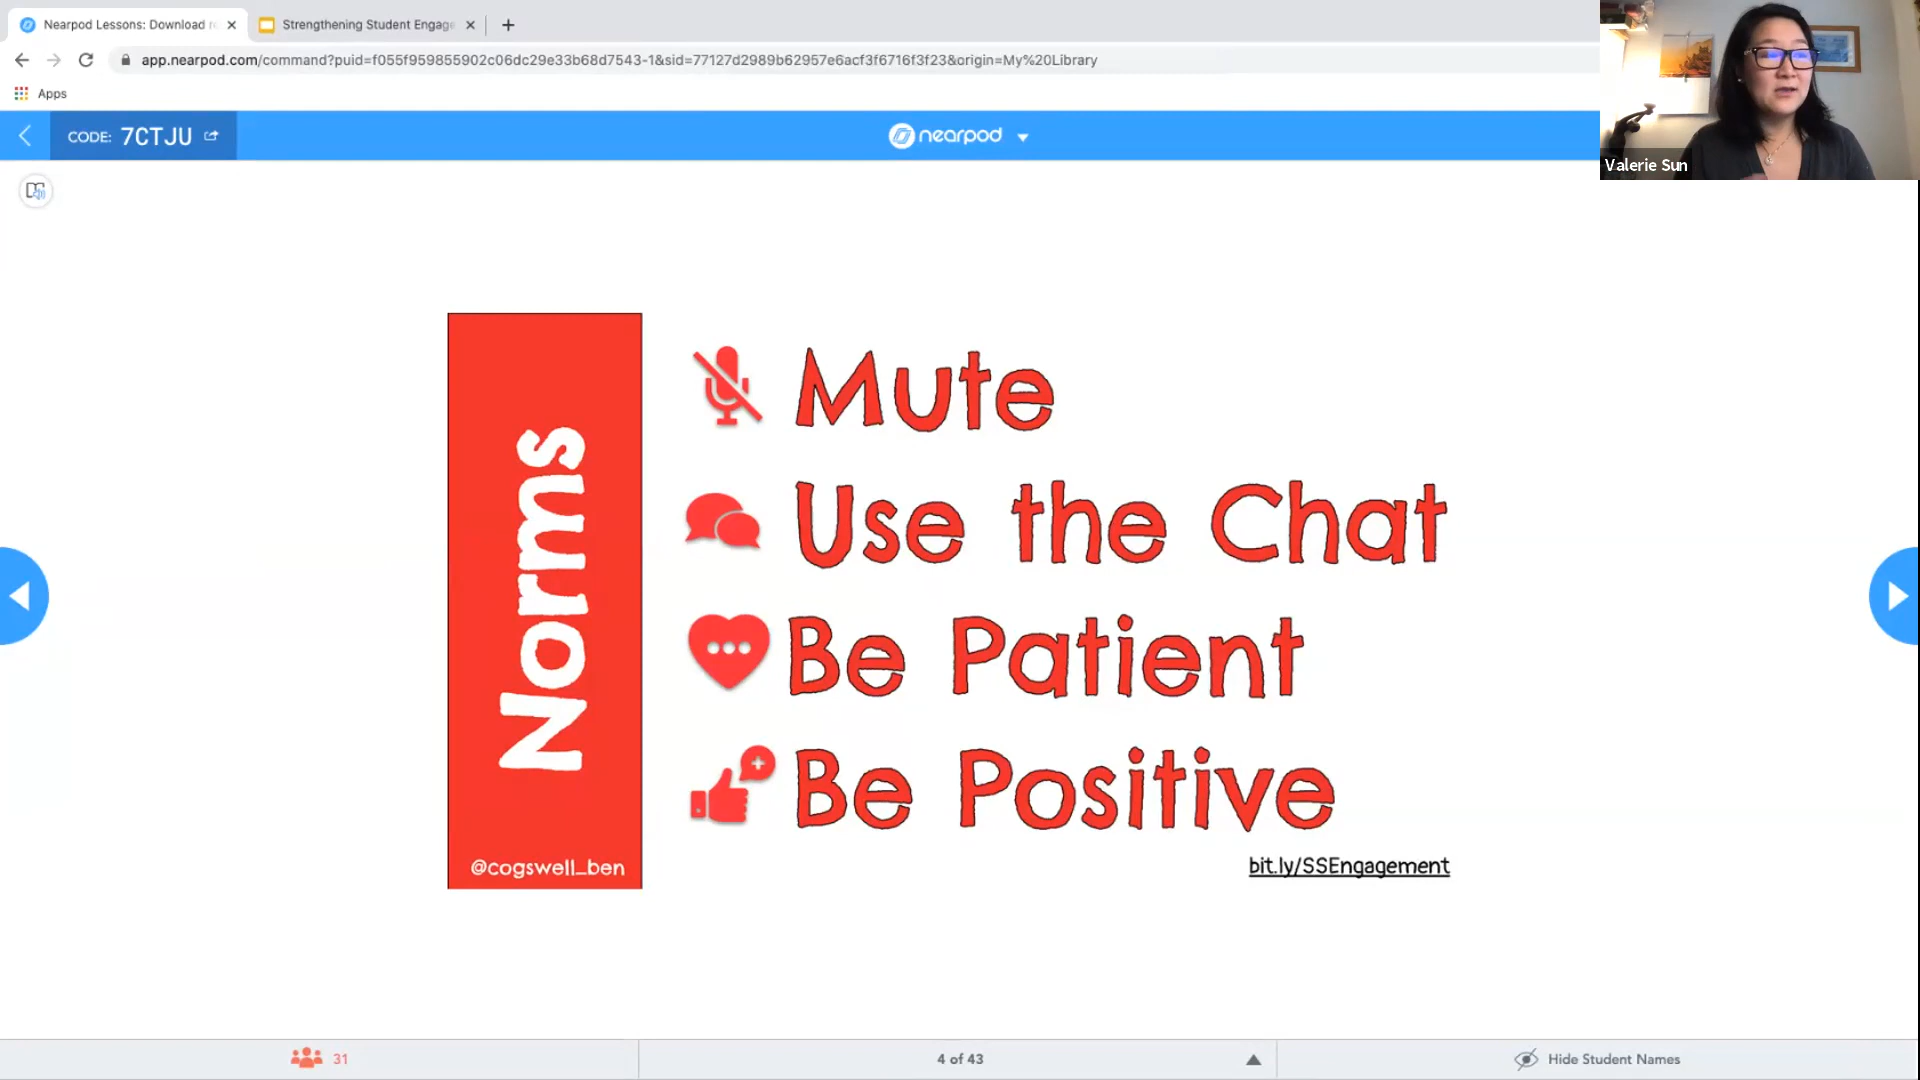 Nearpod Lessons: Download r
Strengthening Student Engage
app.nearpod.com/command?puid=f055f959855902c06dc29e33b68d7543-1&sid=77127d2989b62957e6acf3f6716f3f23&origin=My%20Library
Apps
CODE: 7CTJU
nearpod
Valerie Sun
Norms
Mute
Use the Chat
Be Patient
Be Positive
@cogswell_ben
bit.ly/SSEngagement
31
4 of 43
Hide Student Names